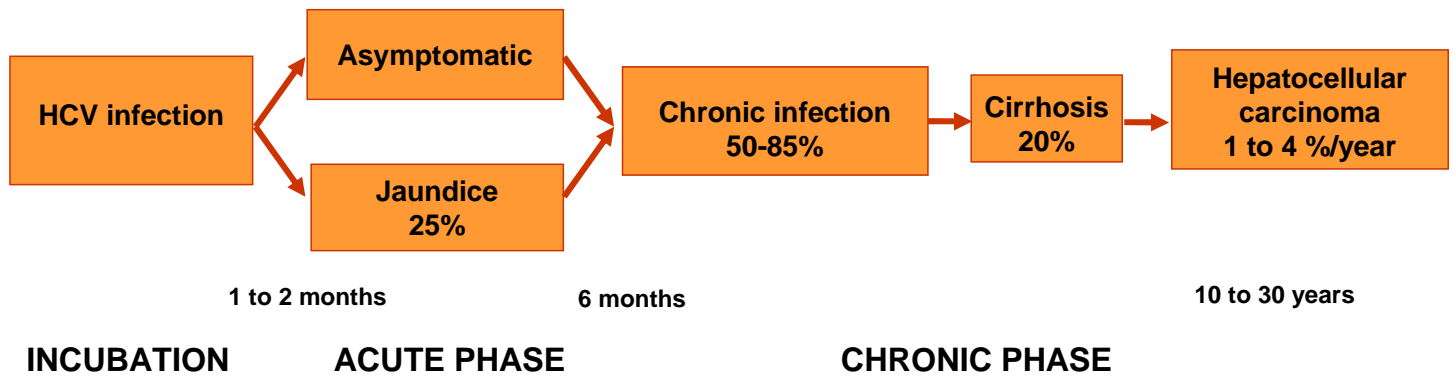 HCV infection
Asymptomatic
Jaundice
25%
Chronic infection
50-85%
Cirrhosis
20%
Hepatocellular
carcinoma
1 to 4 %/year
1 to 2 months
6 months
10 to 30 years
INCUBATION
ACUTE PHASE
CHRONIC PHASE